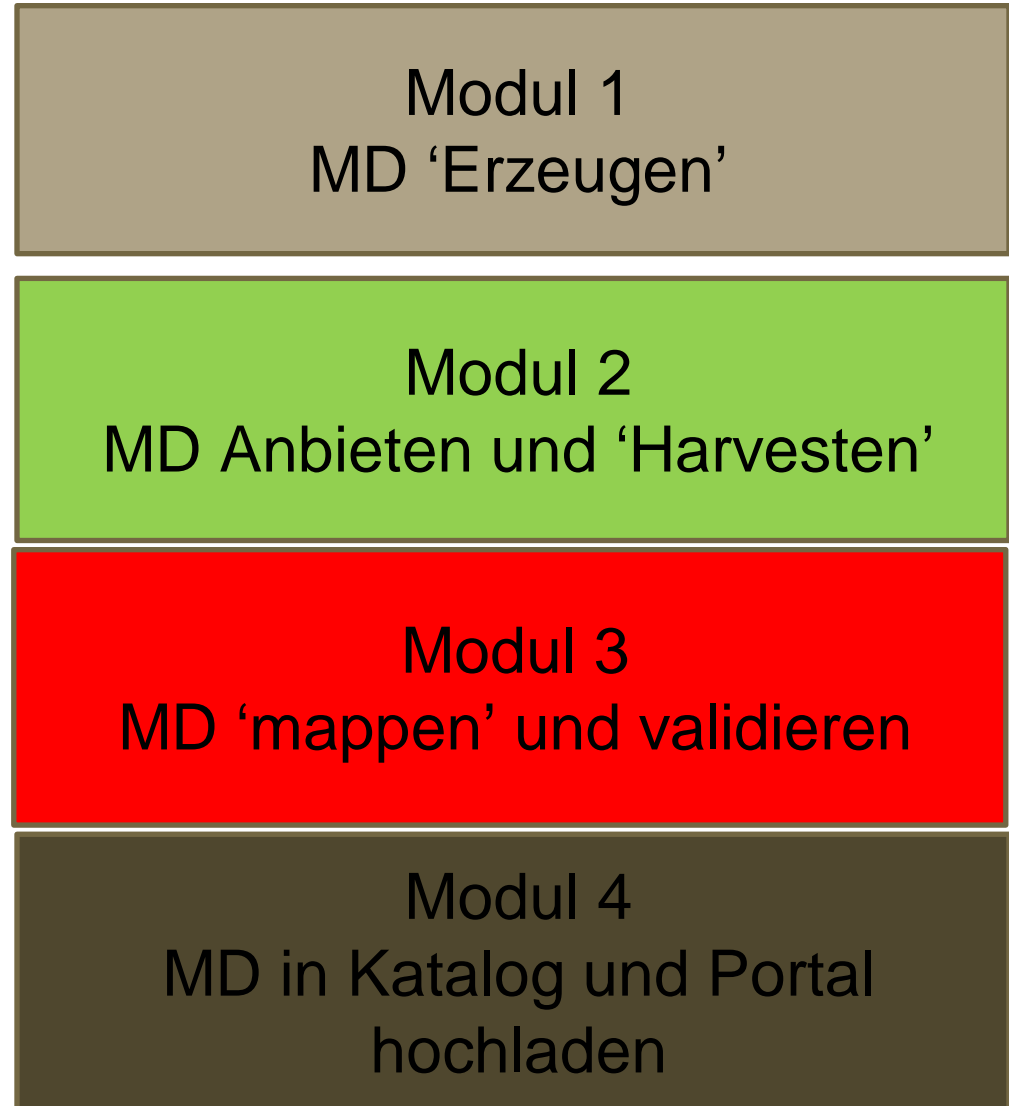 Modul 1
MD ‘Erzeugen’
Modul 2
MD Anbieten und ‘Harvesten’
Modul 3
MD ‘mappen’ und validieren
Modul 4
MD in Katalog und Portal
hochladen